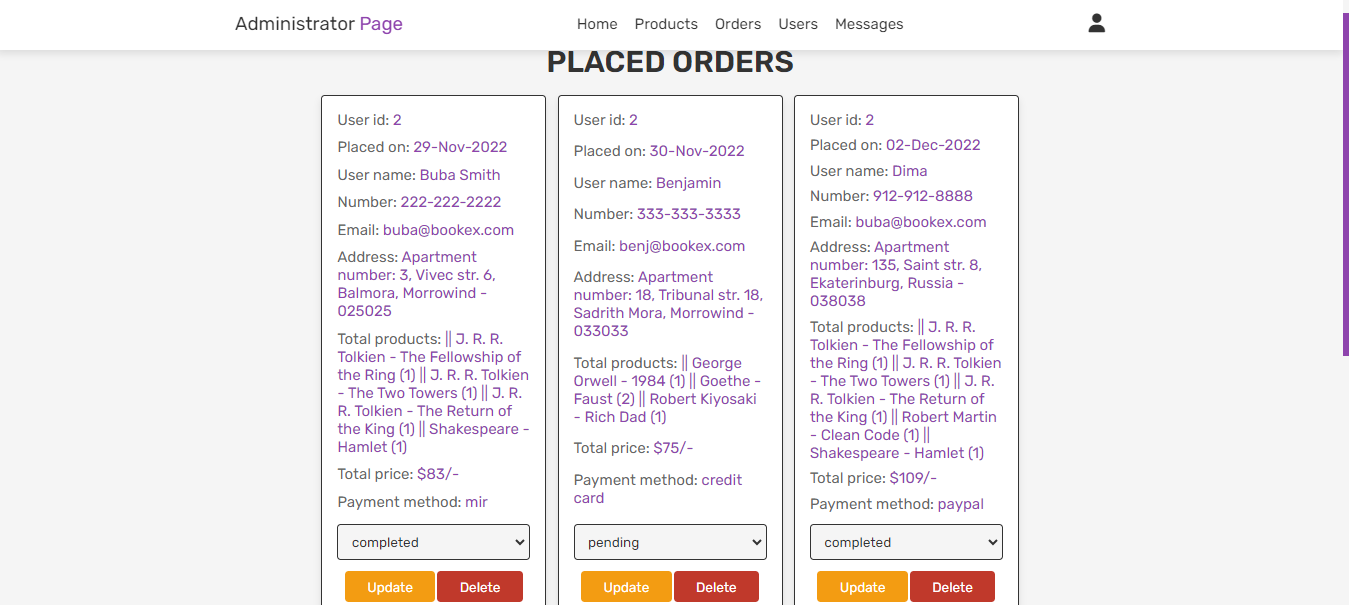 Administrator Page
Home Products Orders Users Messages
PLACED ORDERS
User id: 2
Placed on: 29-Nov-2022
User name: Buba Smith
Number: 222-222-2222
Email: buba@bookex.com
Address: Apartment
number: 3, Vivec str. 6,
Balmora, Morrowind -
025025
Total products: || J. R. R.
Tolkien - The Fellowship of
the Ring (1) || J. R. R. Tolkien
- The Two Towers (1) || J. R.
R. Tolkien - The Return of
the King (1) || Shakespeare -
Hamlet (1)
Total price: $83/-
Payment method: mir
completed
Update Delete
User id: 2
Placed on: 30-Nov-2022
User name: Benjamin
Number: 333-333-3333
Email: benj@bookex.com
Address: Apartment
number: 18, Tribunal str. 18,
Sadrith Mora, Morrowind -
033033
Total products: || George
Orwell - 1984 (1) || Goethe -
Faust (2) || Robert Kiyosaki
- Rich Dad (1)
Total price: $75/-
Payment method: credit
card
pending
Update Delete
User id: 2
Placed on: 02-Dec-2022
User name: Dima
Number: 912-912-8888
Email: buba@bookex.com
Address: Apartment
number: 135, Saint str. 8,
Ekaterinburg, Russia -
038038
Total products: || J. R. R.
Tolkien - The Fellowship of
the Ring (1) || J. R. R. Tolkien
- The Two Towers (1) || J. R.
R. Tolkien - The Return of
the King (1) || Robert Martin
- Clean Code (1) ||
Shakespeare - Hamlet (1)
Total price: $109/-
Payment method: paypal
completed
Update Delete